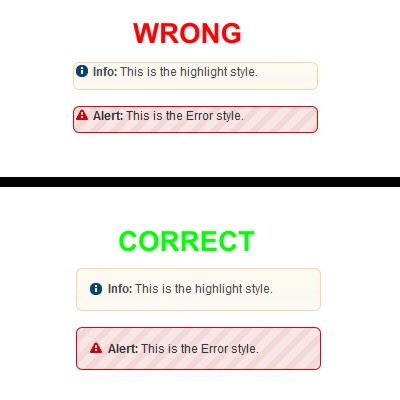 WRONG
Info: This is the highlight style.
Alert: This is the Error style.
CORRECT
Info: This is the highlight style.
Alert: This is the Error style.